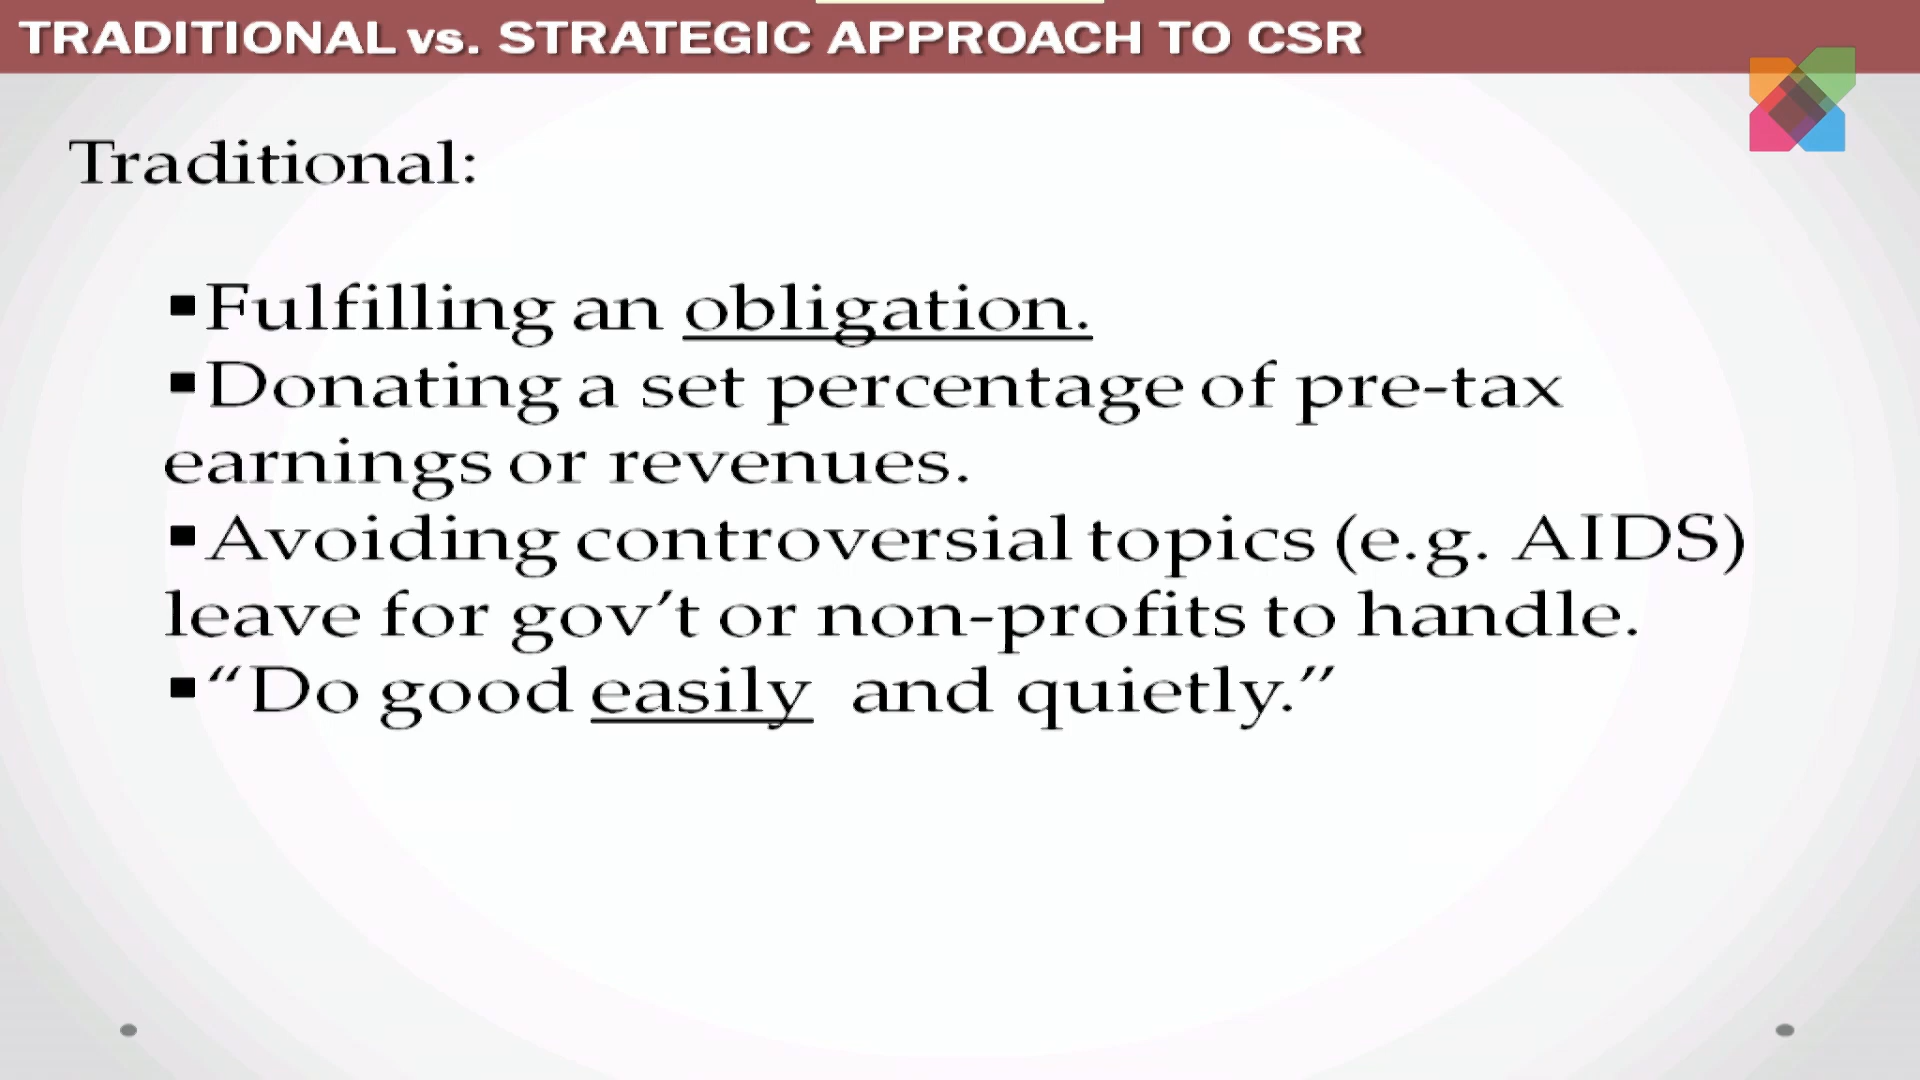 TRADITIONAL vs. STRATEGIC APPROACH TO CSR
Traditional:
▪Fulfilling an obligation.
▪Donating a set percentage of pre-tax
earnings or revenues.
▪Avoiding controversial topics (e.g. AIDS)
leave for gov’t or non-profits to handle.
▪“Do good easily and quietly.”